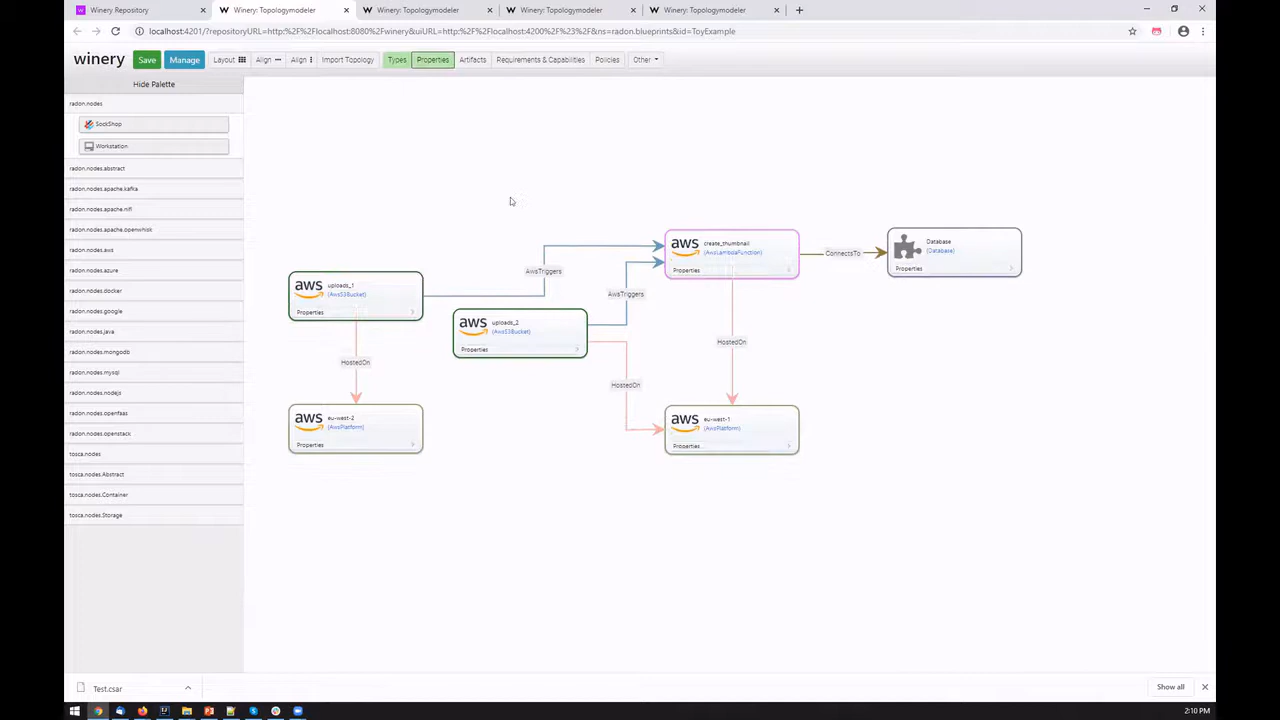 Winery Repository
Winery: Topologymodeler
Winery: Topologymodeler
Winery: Topologymodeler
Winery: Topologymodeler
localhost:4201/?repositoryURL=http:%2F%2Flocalhost:8080%2Fwinery&uiURL=http:%2F%2Flocalhost:4200%2F%23%2F&ns=radon.blueprints&id=ToyExample
winery
Save
Manage
Layout
Align
Align
Import Topology
Types
Properties
Artifacts
Requirements & Capabilities
Policies
Other
Hide Palette
radon.nodes
SockShop
Workstation
radon.nodes.abstract
radon.nodes.apache.kafka
radon.nodes.apache.nifi
radon.nodes.apache.openwhisk
radon.nodes.aws
radon.nodes.azure
radon.nodes.docker
radon.nodes.google
radon.nodes.java
radon.nodes.mongodb
radon.nodes.mysql
radon.nodes.nodejs
radon.nodes.openfaas
radon.nodes.openstack
tosca.nodes
tosca.nodes.Abstract
tosca.nodes.Container
tosca.nodes.Storage
aws
uploads_1
(AwsS3Bucket)
Properties
aws
uploads_2
(AwsS3Bucket)
Properties
aws
create_thumbnail
(AwsLambdaFunction)
Properties
Database
(Database)
Properties
AwsTriggers
AwsTriggers
ConnectsTo
HostedOn
HostedOn
HostedOn
aws
eu-west-2
(AwsPlatform)
Properties
aws
eu-west-1
(AwsPlatform)
Properties
Test.csar
Show all
2:10 PM